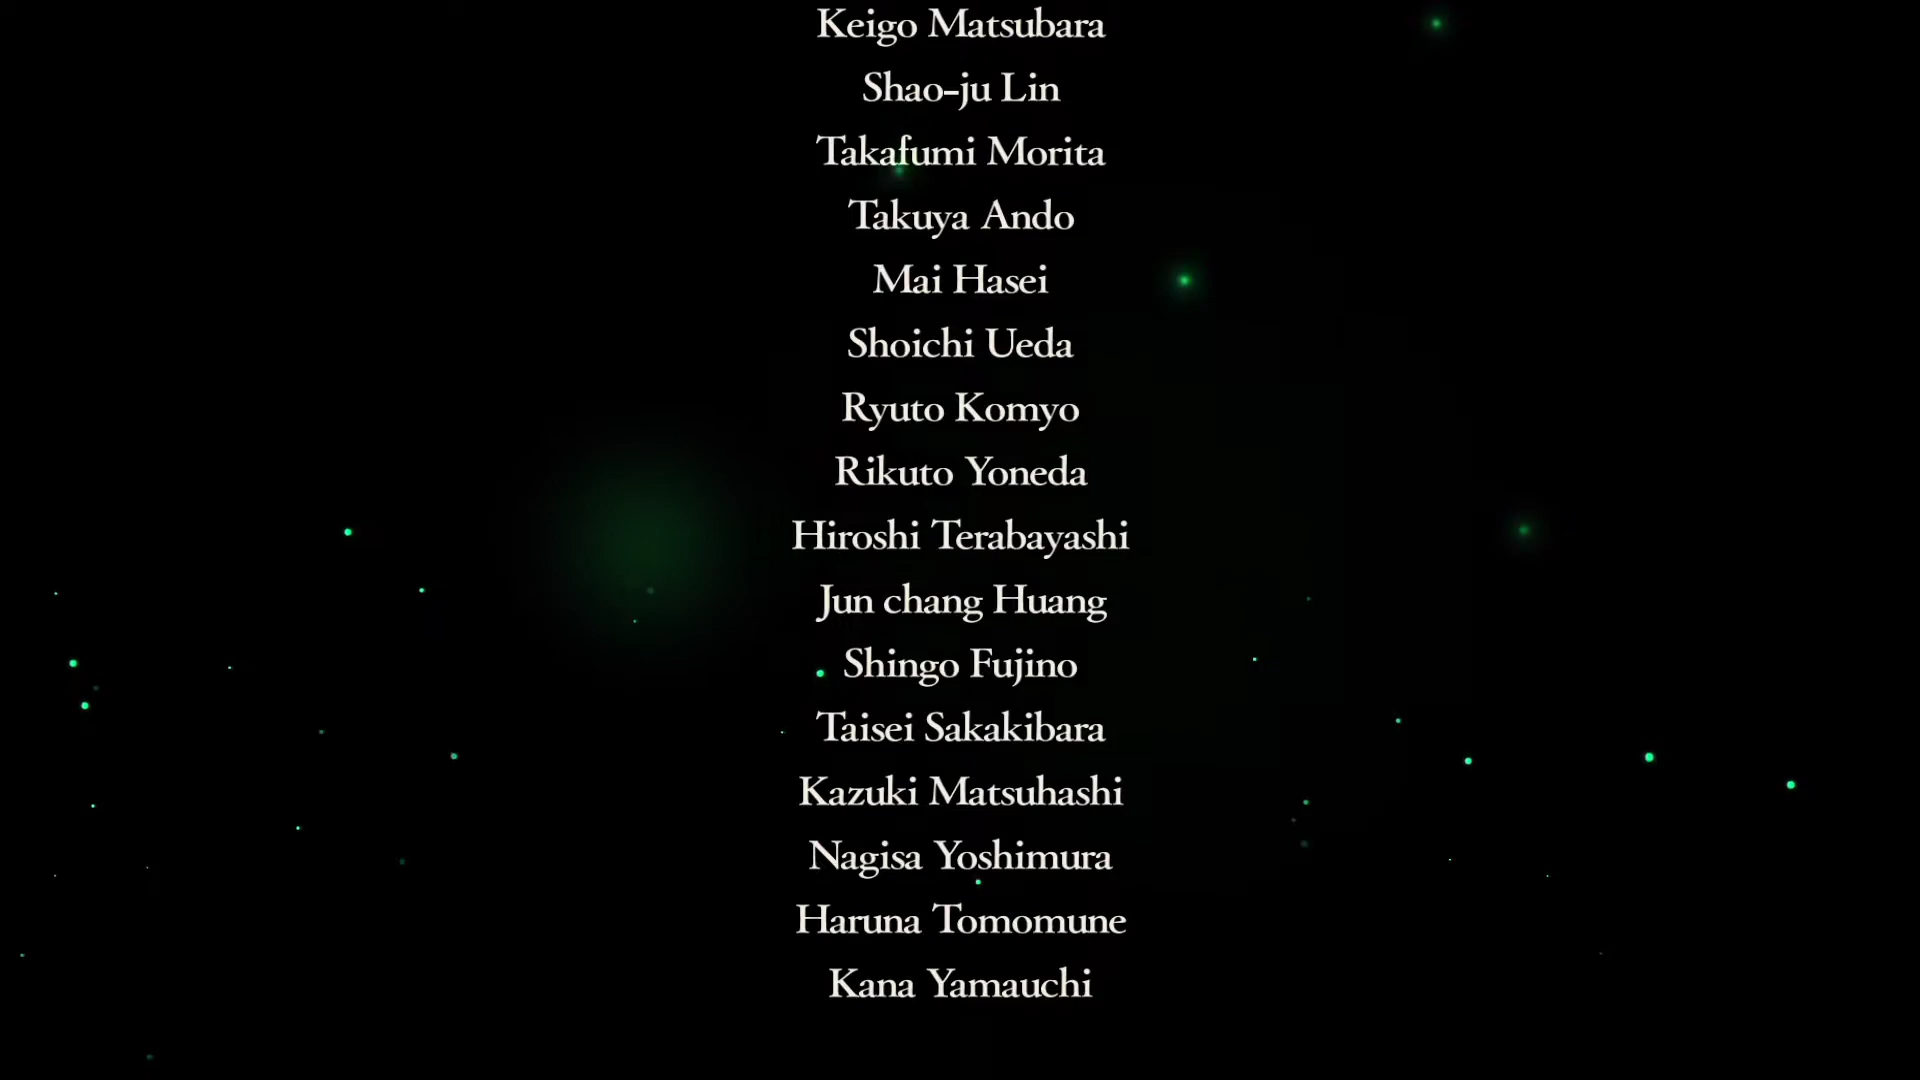 Keigo Matsubara
Shao-ju Lin
Takafumi Morita
Takuya Ando
Mai Hasei
Shoichi Ueda
Ryuto Komyo
Rikuto Yoneda
Hiroshi Terabayashi
Jun chang Huang
Shingo Fujino
Taisei Sakakibara
Kazuki Matsuhashi
Nagisa Yoshimura
Haruna Tomomune
Kana Yamauchi